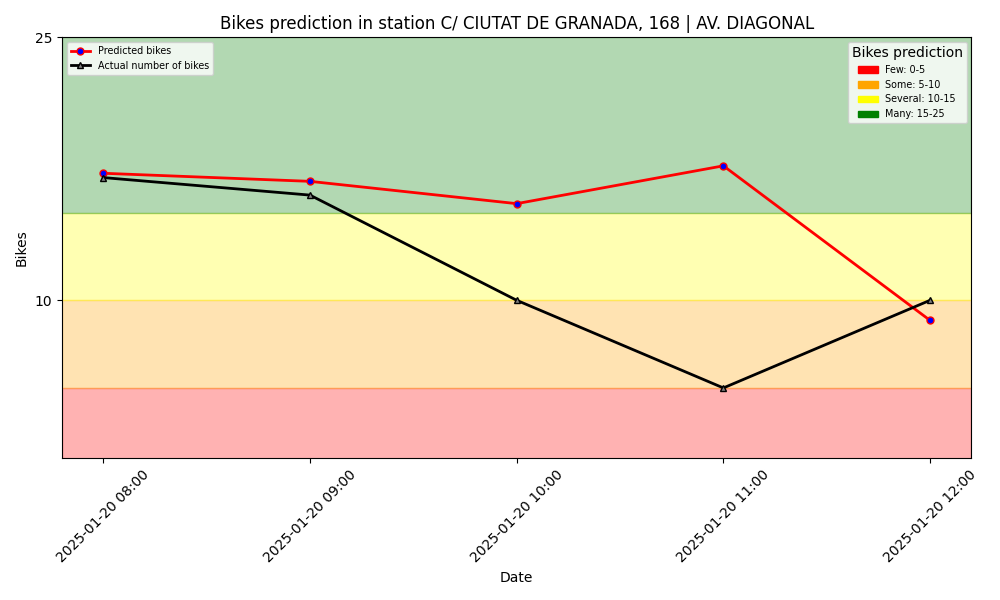 Bikes prediction in station C/ CIUTAT DE GRANADA, 168 | AV. DIAGONAL
25
10
Bikes
Predicted bikes
Actual number of bikes
Bikes prediction
Few: 0-5
Some: 5-10
Several: 10-15
Many: 15-25
2025-01-20 08:00
2025-01-20 09:00
2025-01-20 10:00
2025-01-20 11:00
2025-01-20 12:00
Date